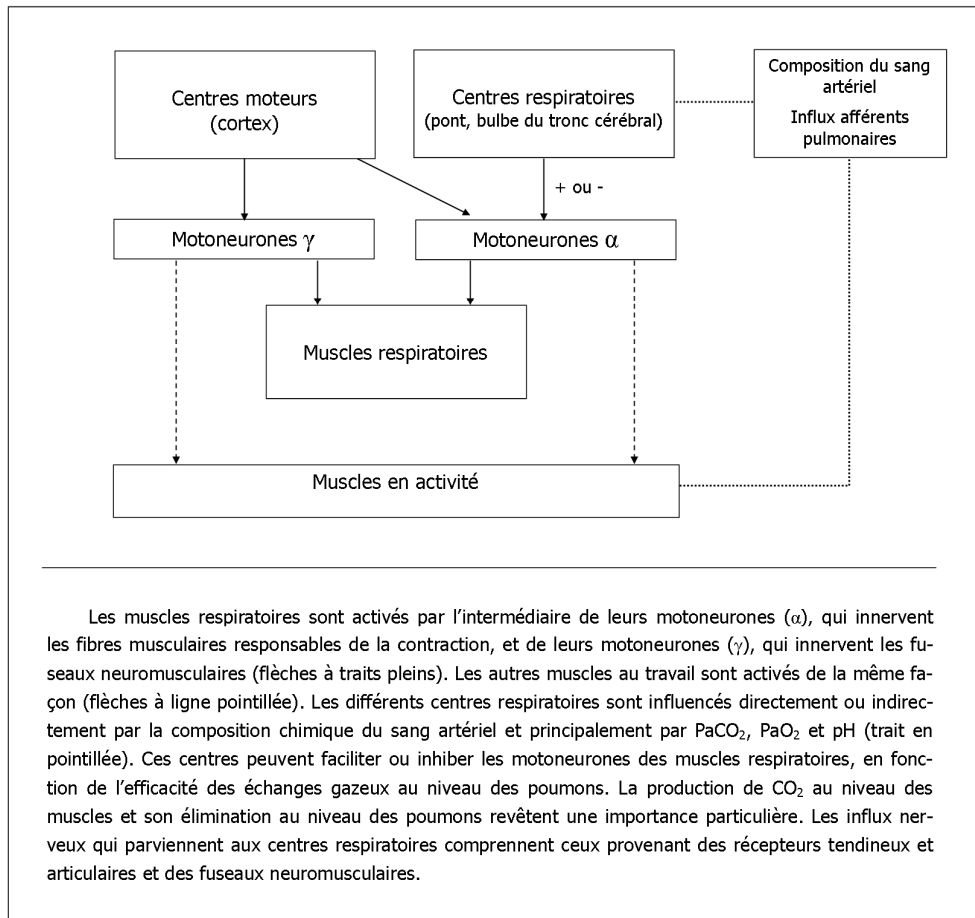 Centres moteurs
(cortex)
Centres respiratoires
(pont, bulbe du tronc cérébral)
Composition du sang
artériel
Influx afférents
pulmonaires
+ ou -
Motoneurones γ
Motoneurones α
Muscles respiratoires
Muscles en activité
Les muscles respiratoires sont activés par l’intermédiaire de leurs motoneurones (α), qui innervent
les fibres musculaires responsables de la contraction, et de leurs motoneurones (γ), qui innervent les fu-
seaux neuromusculaires (flèches à traits pleins). Les autres muscles au travail sont activés de la même fa-
çon (flèches à ligne pointillée). Les différents centres respiratoires sont influencés directement ou indirec-
tement par la composition chimique du sang artériel et principalement par PaCO₂, PaO₂ et pH (trait en
pointillée). Ces centres peuvent faciliter ou inhiber les motoneurones des muscles respiratoires, en fonc-
tion de l’efficacité des échanges gazeux au niveau des poumons. La production de CO₂ au niveau des
muscles et son élimination au niveau des poumons revêtent une importance particulière. Les influx ner-
veux qui parviennent aux centres respiratoires comprennent ceux provenant des récepteurs tendineux et
articulaires et des fuseaux neuromusculaires.